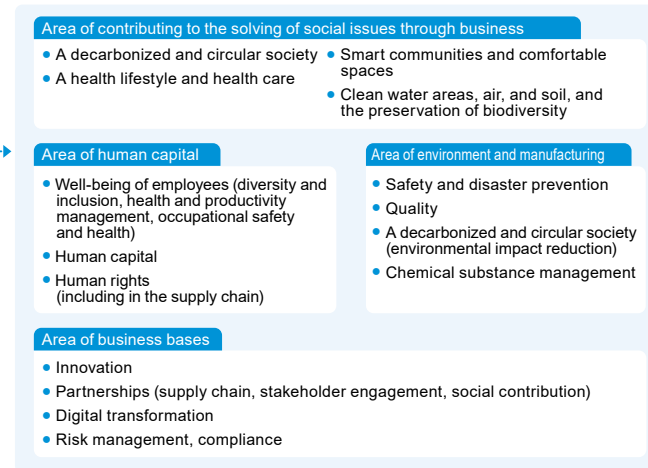 Area of contributing to the solving of social issues through business
• A decarbonized and circular society
• A health lifestyle and health care
• Smart communities and comfortable
spaces
• Clean water areas, air, and soil, and
the preservation of biodiversity
Area of human capital
• Well-being of employees (diversity and
inclusion, health and productivity
management, occupational safety
and health)
• Human capital
• Human rights
(including in the supply chain)
Area of environment and manufacturing
• Safety and disaster prevention
• Quality
• A decarbonized and circular society
(environmental impact reduction)
• Chemical substance management
Area of business bases
• Innovation
• Partnerships (supply chain, stakeholder engagement, social contribution)
• Digital transformation
• Risk management, compliance